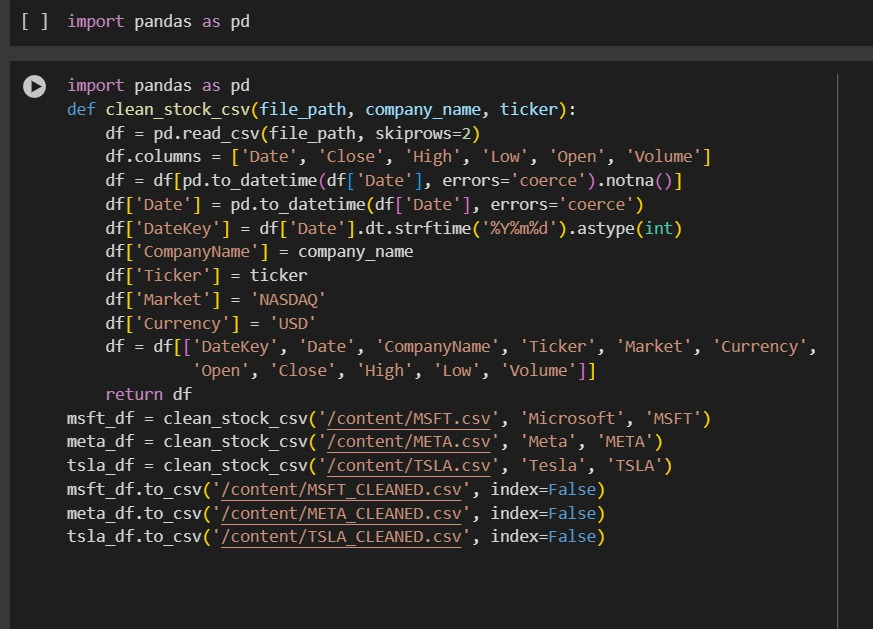 [ ] import pandas as pd
import pandas as pd
def clean_stock_csv(file_path, company_name, ticker):
    df = pd.read_csv(file_path, skiprows=2)
    df.columns = ['Date', 'Close', 'High', 'Low', 'Open', 'Volume']
    df = df[pd.to_datetime(df['Date'], errors='coerce').notna()]
    df['Date'] = pd.to_datetime(df['Date'], errors='coerce')
    df['DateKey'] = df['Date'].dt.strftime('%Y%m%d').astype(int)
    df['CompanyName'] = company_name
    df['Ticker'] = ticker
    df['Market'] = 'NASDAQ'
    df['Currency'] = 'USD'
    df = df[['DateKey', 'Date', 'CompanyName', 'Ticker', 'Market', 'Currency',
             'Open', 'Close', 'High', 'Low', 'Volume']]
    return df
msft_df = clean_stock_csv('/content/MSFT.csv', 'Microsoft', 'MSFT')
meta_df = clean_stock_csv('/content/META.csv', 'Meta', 'META')
tsla_df = clean_stock_csv('/content/TSLA.csv', 'Tesla', 'TSLA')
msft_df.to_csv('/content/MSFT_CLEANED.csv', index=False)
meta_df.to_csv('/content/META_CLEANED.csv', index=False)
tsla_df.to_csv('/content/TSLA_CLEANED.csv', index=False)